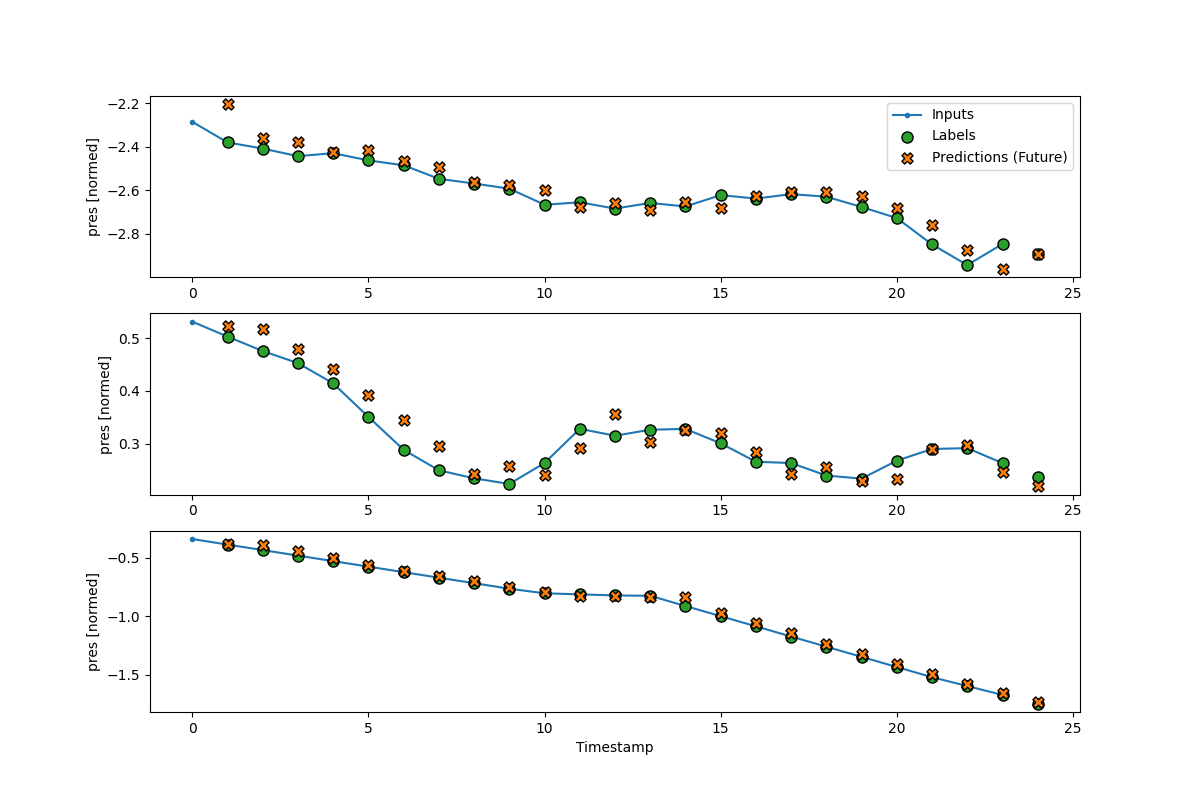 −2.2
−2.4
−2.6
−2.8
pres [normed]
Inputs
Labels
Predictions (Future)
0 5 10 15 20 25
0.5
0.4
0.3
pres [normed]
0 5 10 15 20 25
−0.5
−1.0
−1.5
pres [normed]
0 5 10 15 20 25
Timestamp